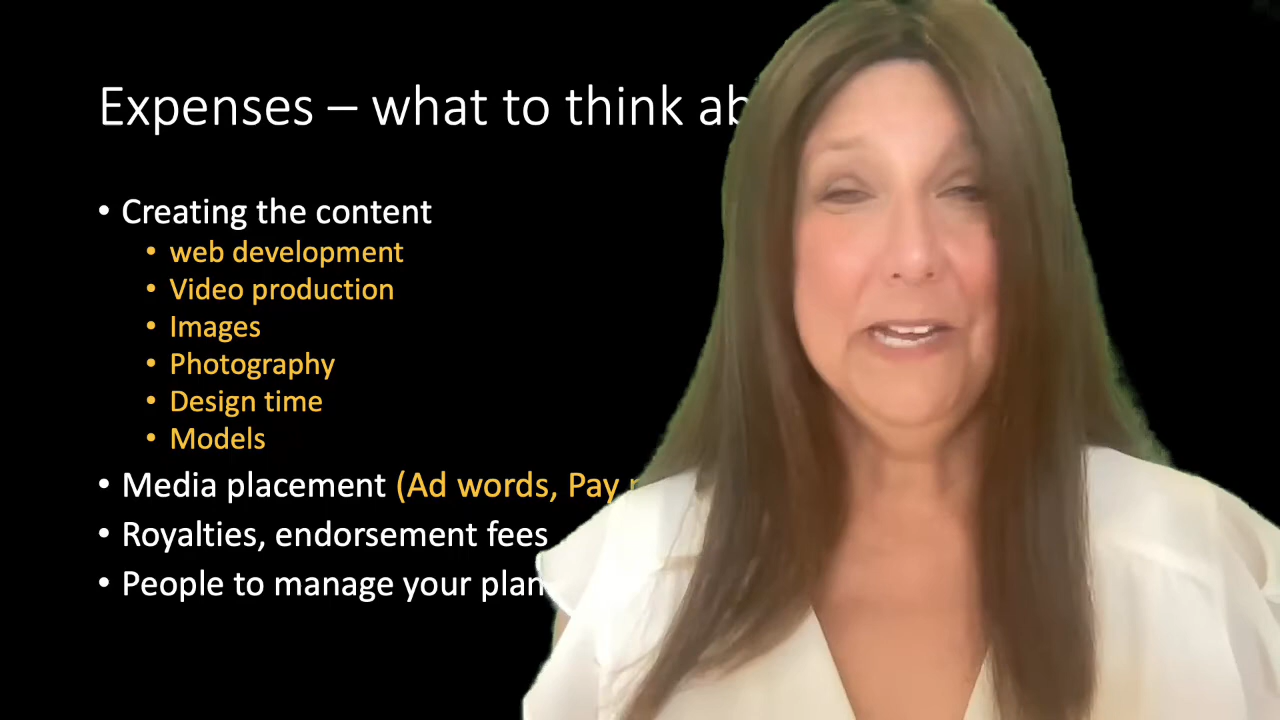 Expenses – what to think
• Creating the content
• web development
• Video production
• Images
• Photography
• Design time
• Models
• Media placement (Ad words, Pay
• Royalties, endorsement fees
• People to manage your plan